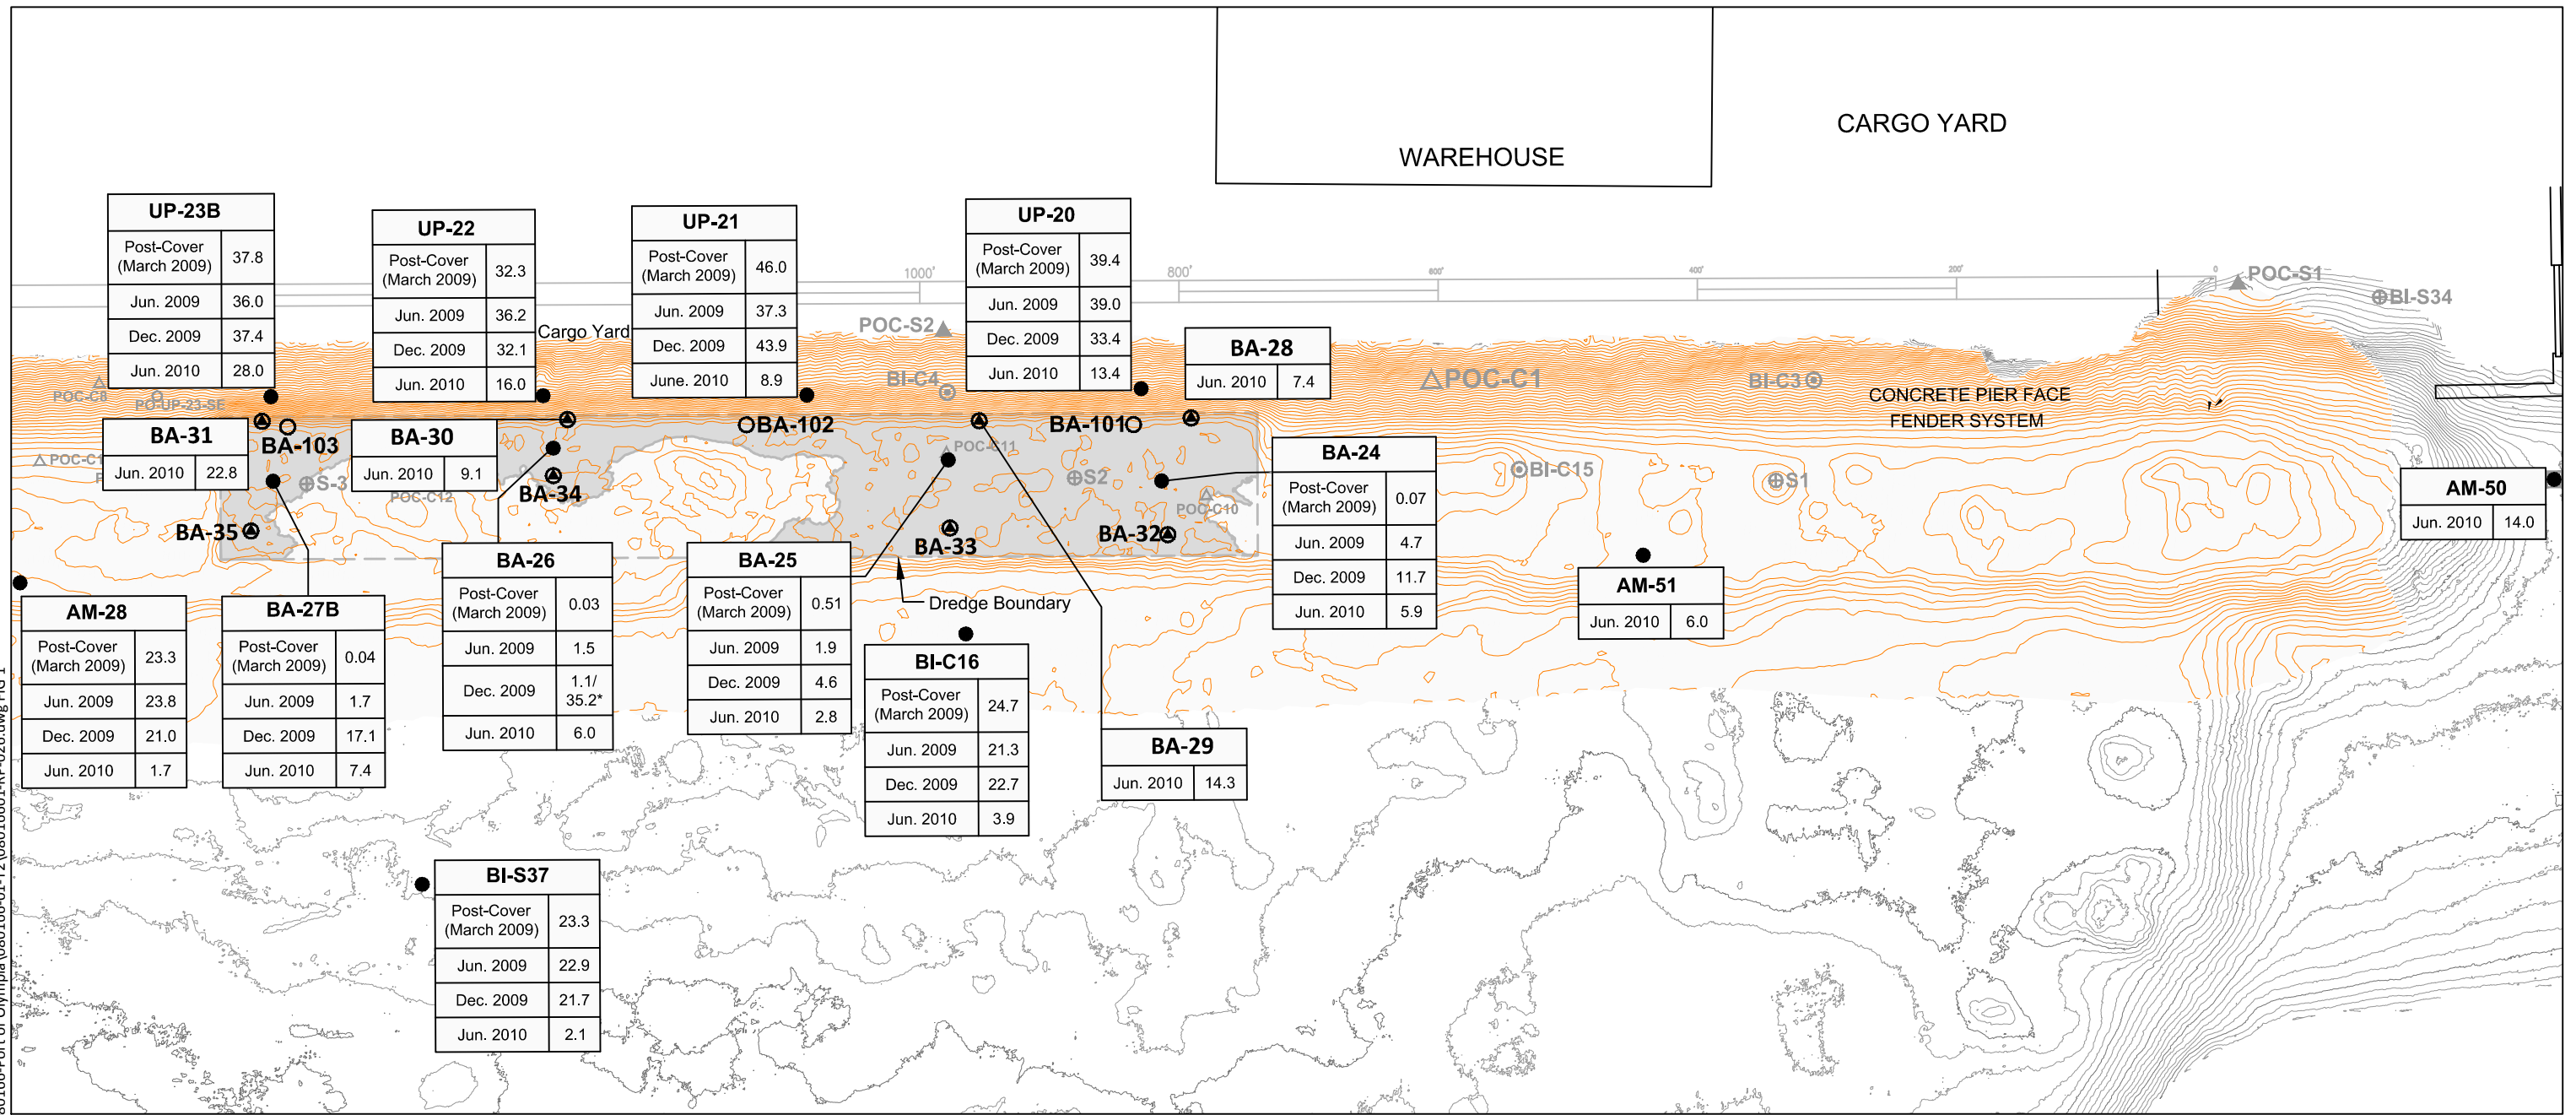 CARGO YARD
WAREHOUSE
UP-23B
Post-Cover
(March 2009) 37.8
Jun. 2009 36.0
Dec. 2009 37.4
Jun. 2010 28.0
UP-22
Post-Cover
(March 2009) 32.3
Jun. 2009 36.2
Dec. 2009 32.1
Jun. 2010 16.0
UP-21
Post-Cover
(March 2009) 46.0
Jun. 2009 37.3
Dec. 2009 43.9
June. 2010 8.9
UP-20
Post-Cover
(March 2009) 39.4
Jun. 2009 39.0
Dec. 2009 33.4
Jun. 2010 13.4
1000'
800'
600'
400'
200'
0
POC-S1
BI-S34
Cargo Yard
POC-S2
BA-28
Jun. 2010 7.4
POC-C8
PO-UP-23-SE
BI-C4
POC-C1
BI-C3
CONCRETE PIER FACE
FENDER SYSTEM
BA-31
Jun. 2010 22.8
BA-103
BA-30
Jun. 2010 9.1
BA-102
BA-101
POC-C11
POC-C1
S-3
POC-C12
BA-34
S2
POC-C10
BI-C15
S1
BA-35
BA-33
BA-32
BA-24
Post-Cover
(March 2009) 0.07
Jun. 2009 4.7
Dec. 2009 11.7
Jun. 2010 5.9
AM-50
Jun. 2010 14.0
AM-51
Jun. 2010 6.0
Dredge Boundary
AM-28
Post-Cover
(March 2009) 23.3
Jun. 2009 23.8
Dec. 2009 21.0
Jun. 2010 1.7
BA-27B
Post-Cover
(March 2009) 0.04
Jun. 2009 1.7
Dec. 2009 17.1
Jun. 2010 7.4
BA-26
Post-Cover
(March 2009) 0.03
Jun. 2009 1.5
Dec. 2009 1.1/
35.2*
Jun. 2010 6.0
BA-25
Post-Cover
(March 2009) 0.51
Jun. 2009 1.9
Dec. 2009 4.6
Jun. 2010 2.8
BI-C16
Post-Cover
(March 2009) 24.7
Jun. 2009 21.3
Dec. 2009 22.7
Jun. 2010 3.9
BA-29
Jun. 2010 14.3
BI-S37
Post-Cover
(March 2009) 23.3
Jun. 2009 22.9
Dec. 2009 21.7
Jun. 2010 2.1